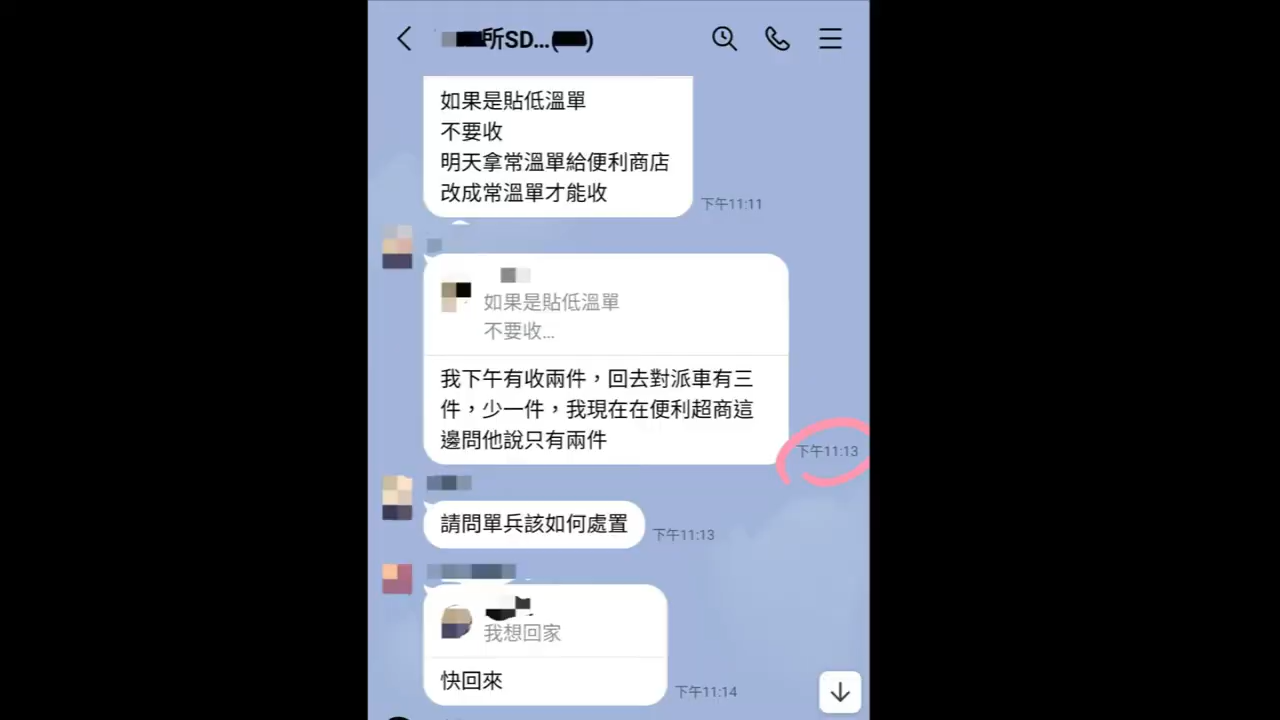 所SD...( )
如果是貼低溫單
不要收
明天拿常溫單給便利商店
改成常溫單才能收
下午11:11
如果是貼低溫單
不要收...
我下午有收兩件，回去對派車有三
件，少一件，我現在在便利超商這
邊問他說只有兩件
下午11:13
請問單兵該如何處置
下午11:13
我想回家
快回來
下午11:14